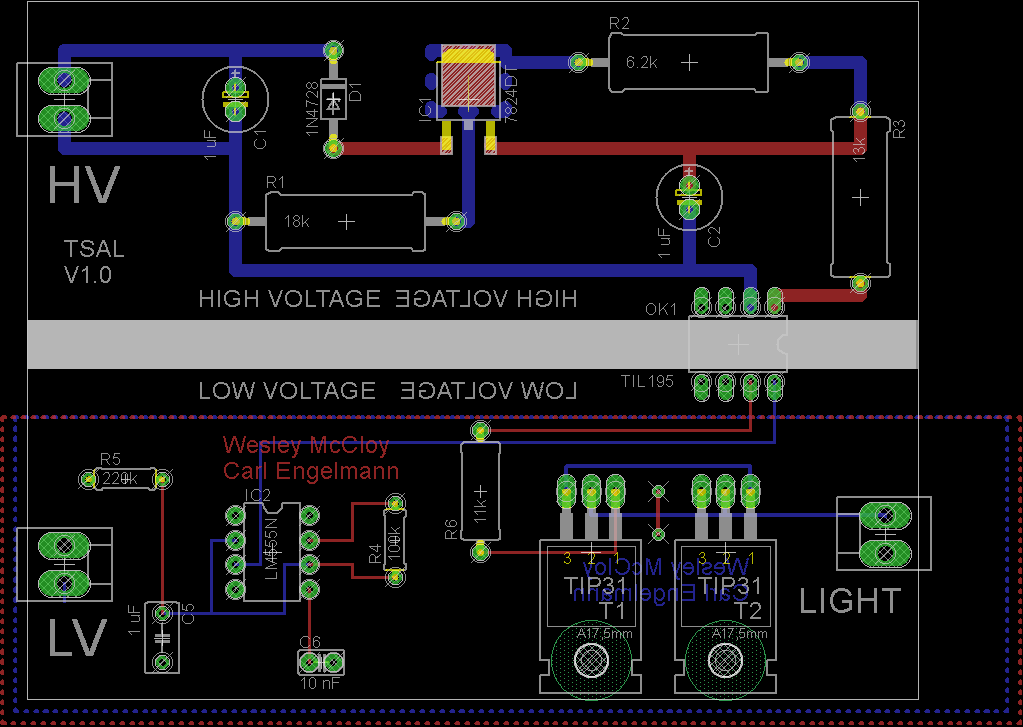 R2
6.2k
1N4728
D1
IC1
7824DT
1 uF
C1
R3
13k
HV
R1
18k
1 uF
C2
TSAL
V1.0
HIGH VOLTAGE HIGH VOLTAGE
OK1
TIL195
LOW VOLTAGE LOW VOLTAGE
Wesley McCloy
Carl Engelmann
R5
220k
IC2
LM555N
R4
100k
R6
11k
3 2 1
3 2 1
Wesley McCloy
Carl Engelmann
TIP31
T1
TIP31
T2
LIGHT
1 uF
C5
LV
A17,5mm
A17,5mm
C6
10 nF